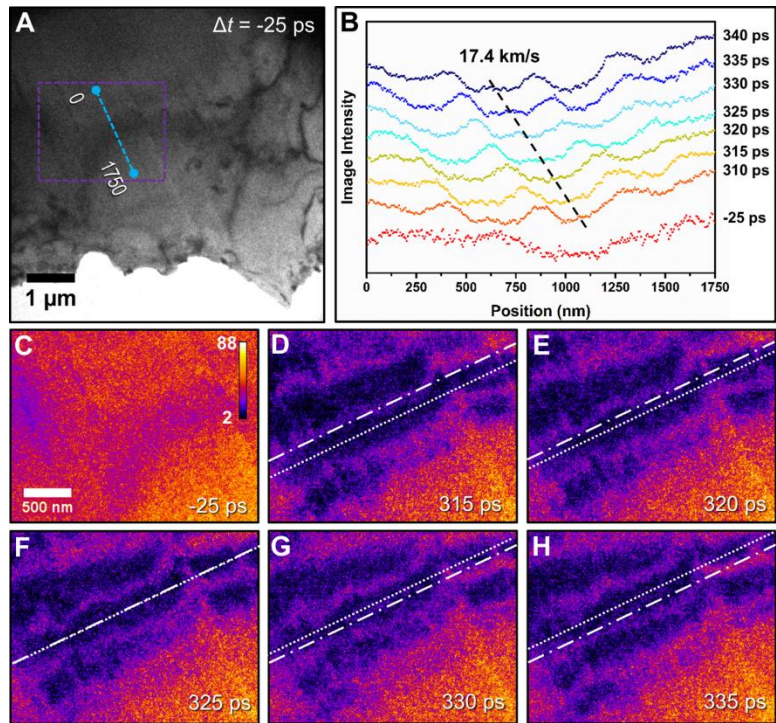 A
Δt = -25 ps
0
1750
1 μm
B
Image Intensity
17.4 km/s
340 ps
335 ps
330 ps
325 ps
320 ps
315 ps
310 ps
-25 ps
0 250 500 750 1000 1250 1500 1750
Position (nm)
C
88
2
500 nm
-25 ps
D
315 ps
E
320 ps
F
325 ps
G
330 ps
H
335 ps